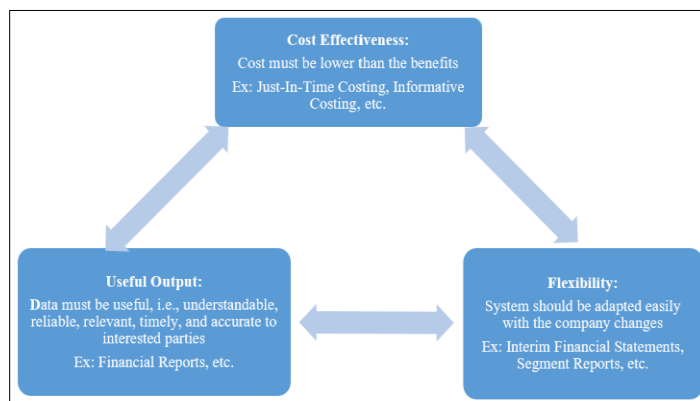 Cost Effectiveness:
Cost must be lower than the benefits
Ex: Just-In-Time Costing, Informative
Costing, etc.
Useful Output:
Data must be useful, i.e., understandable,
reliable, relevant, timely, and accurate to
interested parties
Ex: Financial Reports, etc.
Flexibility:
System should be adapted easily
with the company changes
Ex: Interim Financial Statements,
Segment Reports, etc.